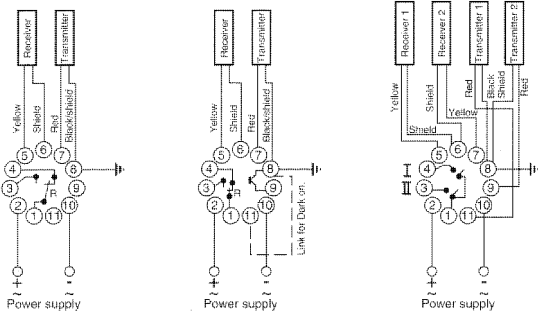 Receiver
Transmitter
Yellow
Shield
Red
Black/shield
5
6
7
4
8
3
R
9
2
1
11
10
+
-
~
~
Power supply
Receiver
Transmitter
Yellow
Shield
Red
Black/shield
5
6
7
4
8
3
R
9
2
1
11
10
Link for Dark on
+
-
~
~
Power supply
Receiver 1
Receiver 2
Transmitter 1
Transmitter 2
Yellow
Shield
Red
Black
Shield
Red
Yellow
Shield
5
6
7
I
4
8
II
3
9
2
1
11
10
+
-
~
~
Power supply